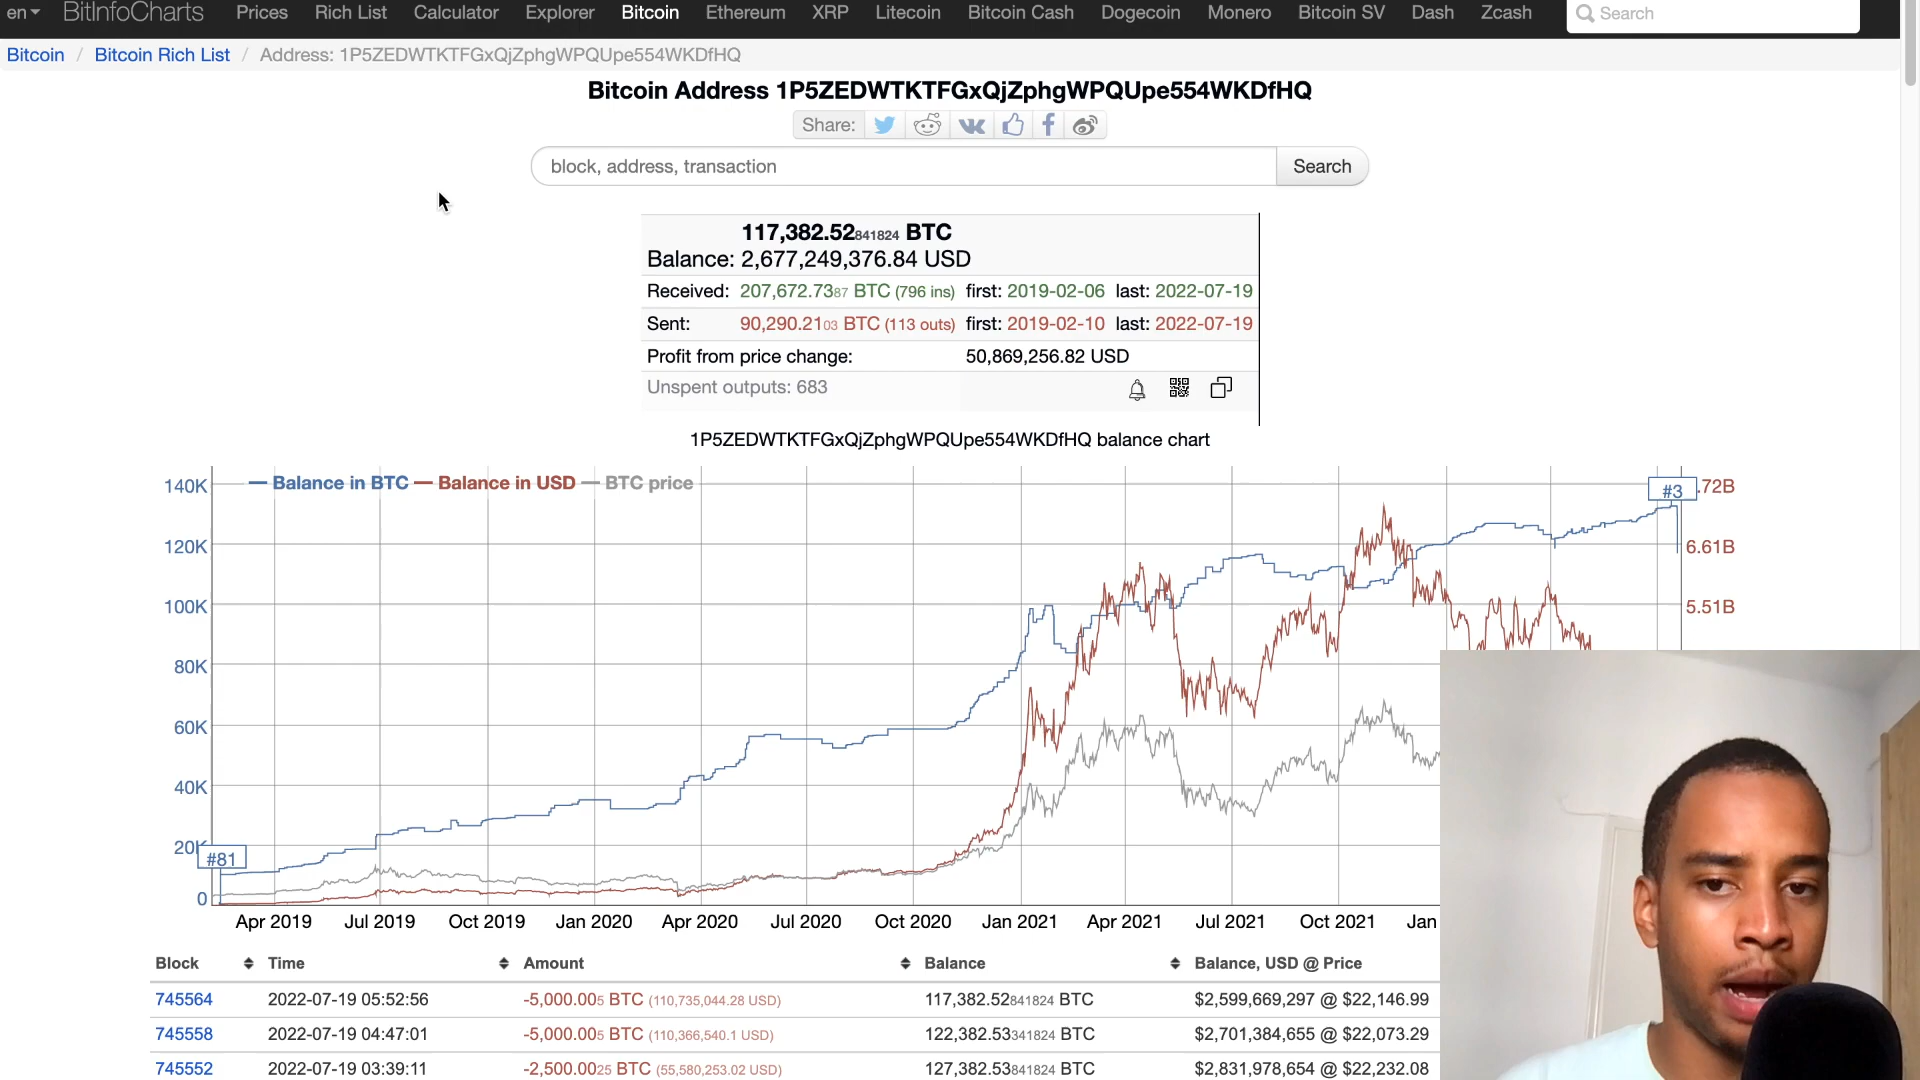 en BitInfoCharts Prices Rich List Calculator Explorer Bitcoin Ethereum XRP Litecoin Bitcoin Cash Dogecoin Monero Bitcoin SV Dash Zcash Search
Bitcoin / Bitcoin Rich List / Address: 1P5ZEDWTKTFGxQjZphgWPQUpe554WKDfHQ
Bitcoin Address 1P5ZEDWTKTFGxQjZphgWPQUpe554WKDfHQ
Share:
block, address, transaction Search
117,382.52841824 BTC
Balance: 2,677,249,376.84 USD
Received: 207,672.7387 BTC (796 ins) first: 2019-02-06 last: 2022-07-19
Sent: 90,290.2103 BTC (113 outs) first: 2019-02-10 last: 2022-07-19
Profit from price change: 50,869,256.82 USD
Unspent outputs: 683
1P5ZEDWTKTFGxQjZphgWPQUpe554WKDfHQ balance chart
140K Balance in BTC Balance in USD BTC price #3 .72B
120K 6.61B
100K 5.51B
80K
60K
40K
20K #81
0
Apr 2019 Jul 2019 Oct 2019 Jan 2020 Apr 2020 Jul 2020 Oct 2020 Jan 2021 Apr 2021 Jul 2021 Oct 2021 Jan
Block Time Amount Balance Balance, USD @ Price
745564 2022-07-19 05:52:56 -5,000.005 BTC (110,735,044.28 USD) 117,382.52841824 BTC $2,599,669,297 @ $22,146.99
745558 2022-07-19 04:47:01 -5,000.005 BTC (110,366,540.1 USD) 122,382.53341824 BTC $2,701,384,655 @ $22,073.29
745552 2022-07-19 03:39:11 -2,500.0025 BTC (55,580,253.02 USD) 127,382.53841824 BTC $2,831,978,654 @ $22,232.08